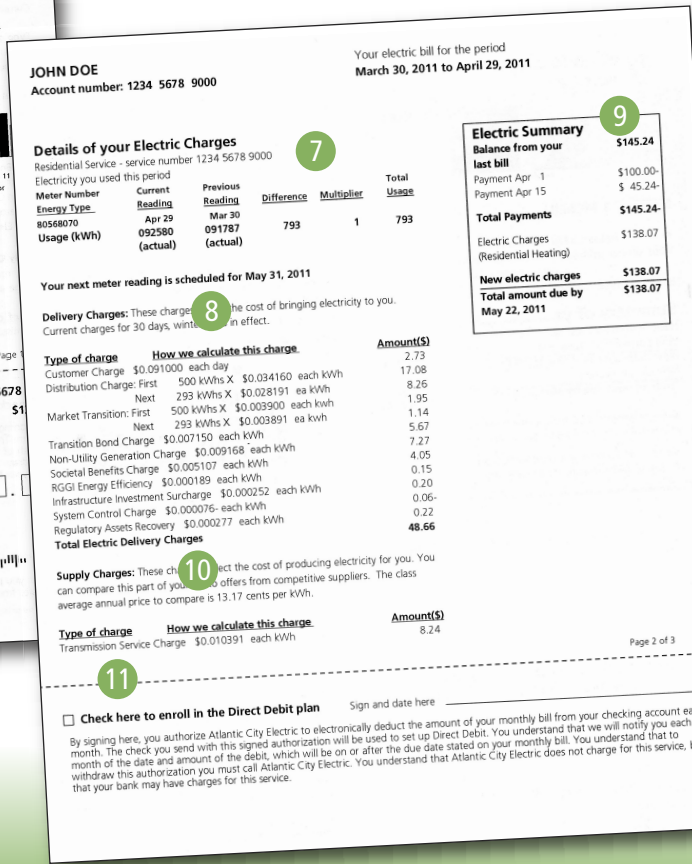 JOHN DOE
Account number: 1234 5678 9000
Your electric bill for the period
March 30, 2011 to April 29, 2011
Details of your Electric Charges
7
Residential Service - service number 1234 5678 9000
Electricity you used this period
Meter Number Current Previous Total
Energy Type Reading Reading Difference Multiplier Usage
80568070 Apr 29 Mar 30
Usage (kWh) 092580 091787 793 1 793
(actual) (actual)
Your next meter reading is scheduled for May 31, 2011
8
Delivery Charges: These charges the cost of bringing electricity to you.
Current charges for 30 days, in effect.
Type of charge How we calculate this charge Amount($)
Customer Charge $0.091000 each day 2.73
Distribution Charge: First 500 kWhs X $0.034160 each kWh 17.08
Next 293 kWhs X $0.028191 ea kWh 8.26
Market Transition: First 500 kWhs X $0.003900 each kwh 1.95
Next 293 kWhs X $0.003891 ea kwh 1.14
Transition Bond Charge $0.007150 each kWh 5.67
Non-Utility Generation Charge $0.009168 each kWh 7.27
Societal Benefits Charge $0.005107 each kWh 4.05
RGGI Energy Efficiency $0.000189 each kWh 0.15
Infrastructure Investment Surcharge $0.000252 each kWh 0.20
System Control Charge $0.000076- each kWh 0.06-
Regulatory Assets Recovery $0.000277 each kWh 0.22
Total Electric Delivery Charges 48.66
10
Supply Charges: These the cost of producing electricity for you. You
can compare this part of offers from competitive suppliers. The class
average annual price to compare is 13.17 cents per kWh.
Type of charge How we calculate this charge Amount($)
Transmission Service Charge $0.010391 each kWh 8.24
9
Electric Summary
Balance from your $145.24
last bill
Payment Apr 1 $100.00-
Payment Apr 15 $ 45.24-
Total Payments $145.24-
Electric Charges $138.07
(Residential Heating)
New electric charges $138.07
Total amount due by $138.07
May 22, 2011
Page 2 of 3
11
Check here to enroll in the Direct Debit plan Sign and date here
By signing here, you authorize Atlantic City Electric to electronically deduct the amount of your monthly bill from your checking account
month. The check you send with this signed authorization will be used to set up Direct Debit. You understand that we will notify you each
month of the date and amount of the debit, which will be on or after the due date stated on your monthly bill. You understand that to
withdraw this authorization you must call Atlantic City Electric. You understand that Atlantic City Electric does not charge for this service,
that your bank may have charges for this service.